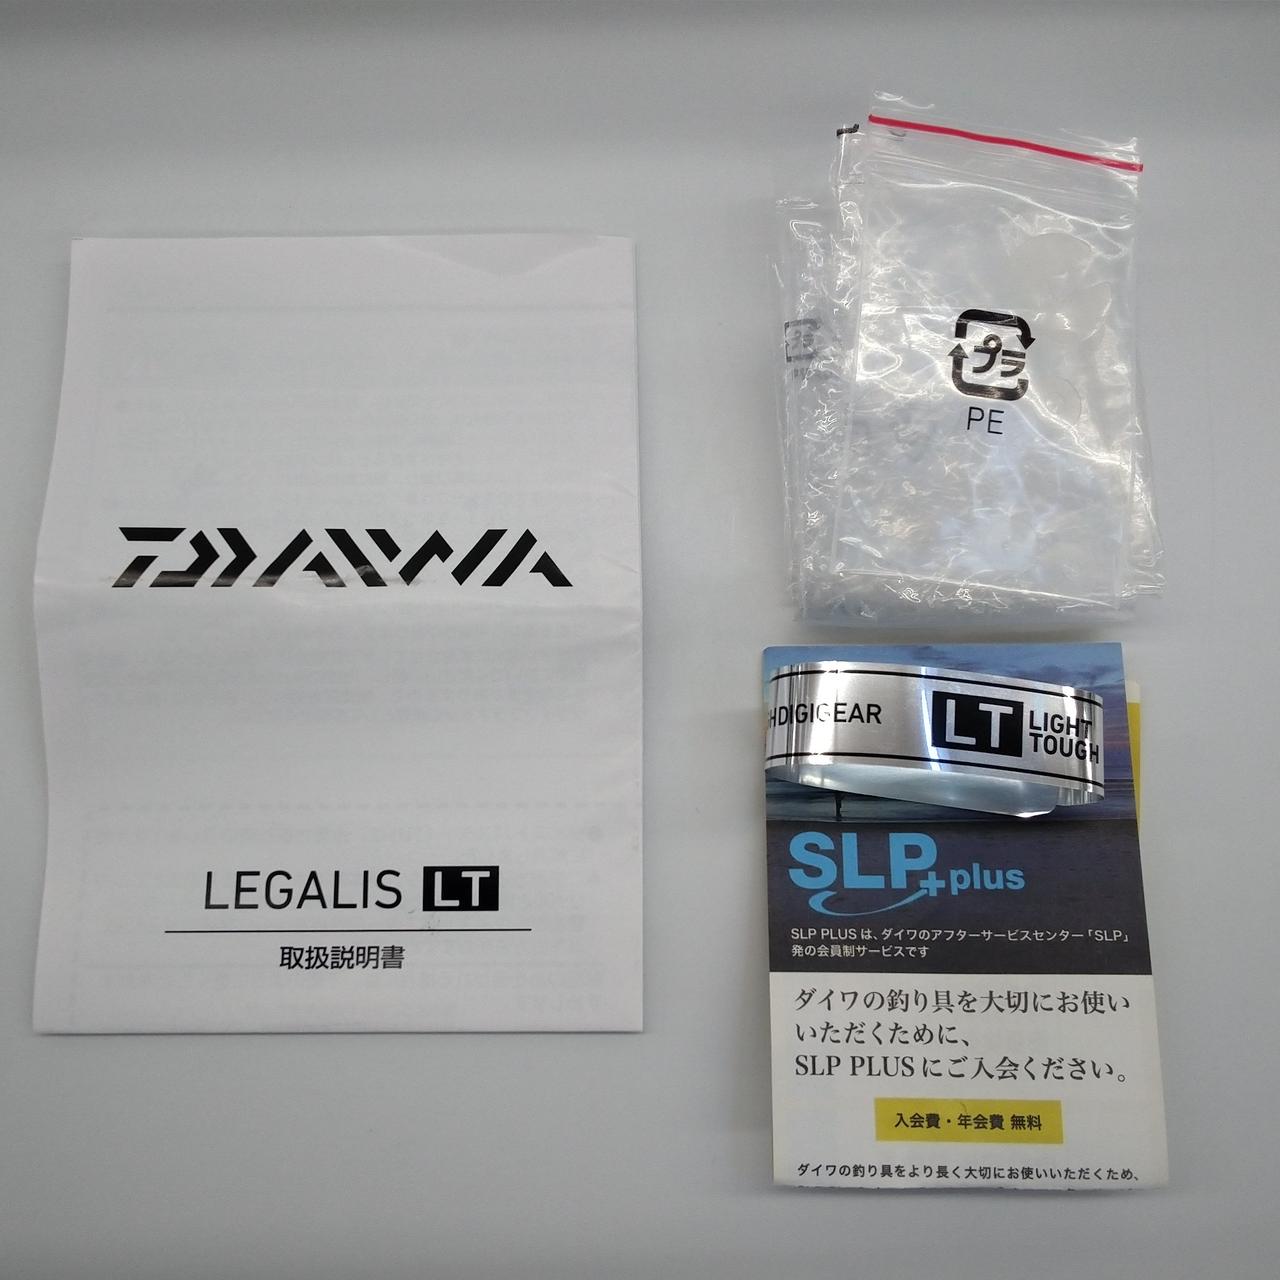 DAIWA
LEGALIS LT
取扱説明書
プラ
PE
プラ
DIGIGEAR
LT LIGHT
TOUGH
SLP+plus
SLP PLUS は、ダイワのアフターサービスセンター「SLP」
発の会員制サービスです
ダイワの釣り具を大切にお使い
いただくために、
SLP PLUS にご入会ください。
入会費・年会費 無料
ダイワの釣り具をより長く大切にお使いいただくため、